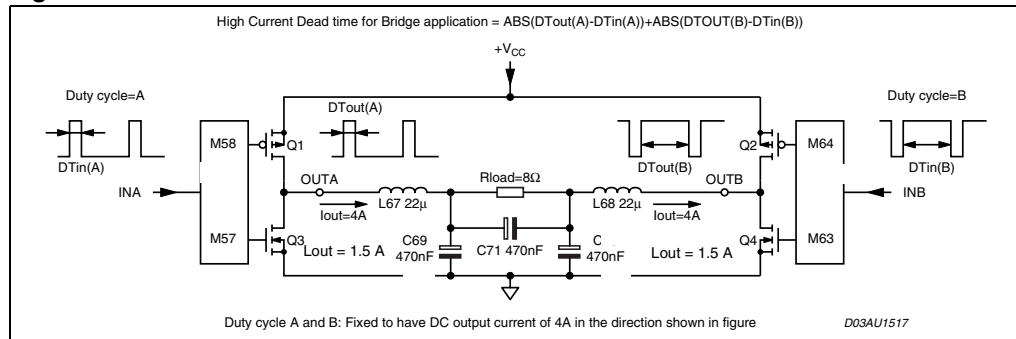 High Current Dead time for Bridge application = ABS(DTout(A)-DTin(A))+ABS(DTOUT(B)-DTin(B))
+VCC
Duty cycle=A
DTout(A)
Duty cycle=B
M58
Q1
DTin(A)
DTout(B)
Q2
M64
DTin(B)
INA
OUTA
Rload=8Ω
OUTB
INB
L67 22μ
L68 22μ
Iout=4A
Iout=4A
M57
Q3
Lout = 1.5 A
C69
470nF
C71 470nF
C
470nF
Lout = 1.5 A
Q4
M63
Duty cycle A and B: Fixed to have DC output current of 4A in the direction shown in figure
D03AU1517